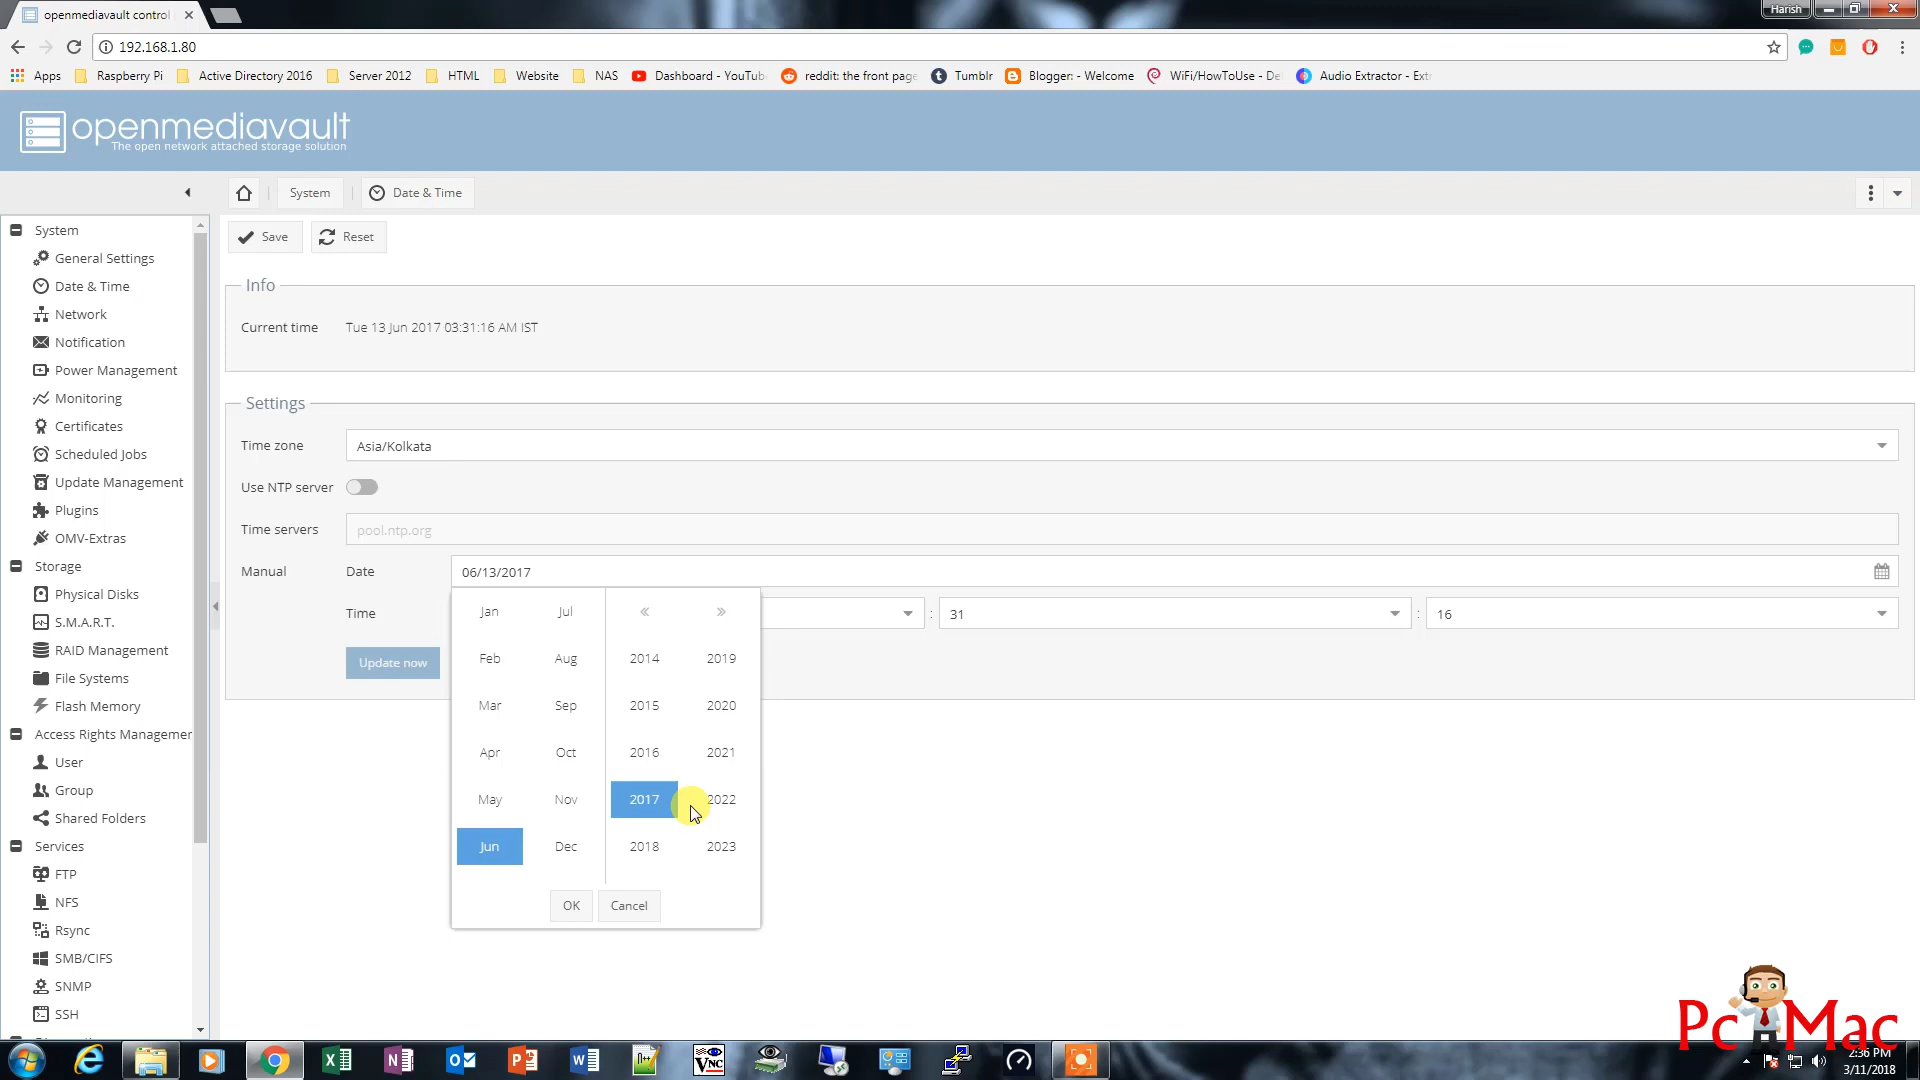 openmediavault control
Harish
192.168.1.80
Apps Raspberry Pi Active Directory 2016 Server 2012 HTML Website NAS Dashboard - YouTub reddit: the front page Tumblr Blogger: - Welcome WiFi/HowToUse - De Audio Extractor - Extr
openmediavault
The open network attached storage solution
System Date & Time
Save Reset
System
General Settings
Date & Time
Network
Notification
Power Management
Monitoring
Certificates
Scheduled Jobs
Update Management
Plugins
OMV-Extras
Storage
Physical Disks
S.M.A.R.T.
RAID Management
File Systems
Flash Memory
Access Rights Managemer
User
Group
Shared Folders
Services
FTP
NFS
Rsync
SMB/CIFS
SNMP
SSH
Info
Current time Tue 13 Jun 2017 03:31:16 AM IST
Settings
Time zone Asia/Kolkata
Use NTP server
Time servers pool.ntp.org
Manual Date 06/13/2017
Time : 31 : 16
Update now
Jan Jul « »
Feb Aug 2014 2019
Mar Sep 2015 2020
Apr Oct 2016 2021
May Nov 2017 2022
Jun Dec 2018 2023
OK Cancel
Pc Mac
2:36 PM
3/11/2018